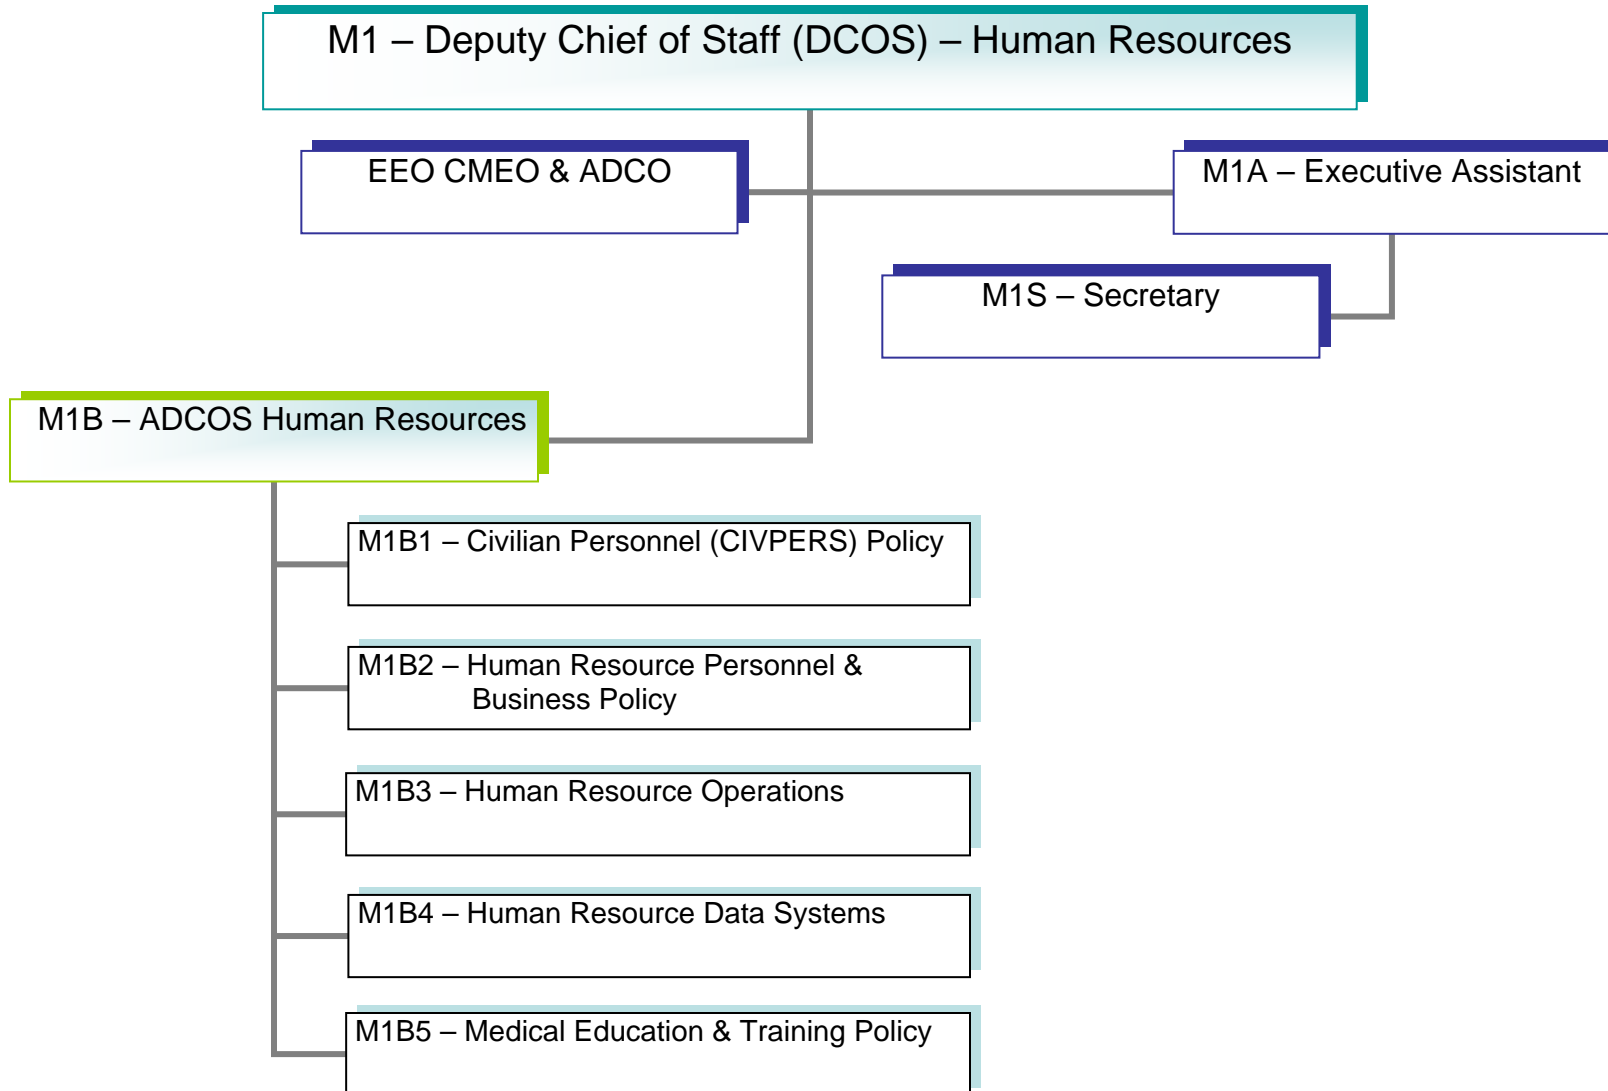 M1 – Deputy Chief of Staff (DCOS) – Human Resources
EEO CMEO & ADCO
M1A – Executive Assistant
M1S – Secretary
M1B – ADCOS Human Resources
M1B1 – Civilian Personnel (CIVPERS) Policy
M1B2 – Human Resource Personnel &
Business Policy
M1B3 – Human Resource Operations
M1B4 – Human Resource Data Systems
M1B5 – Medical Education & Training Policy